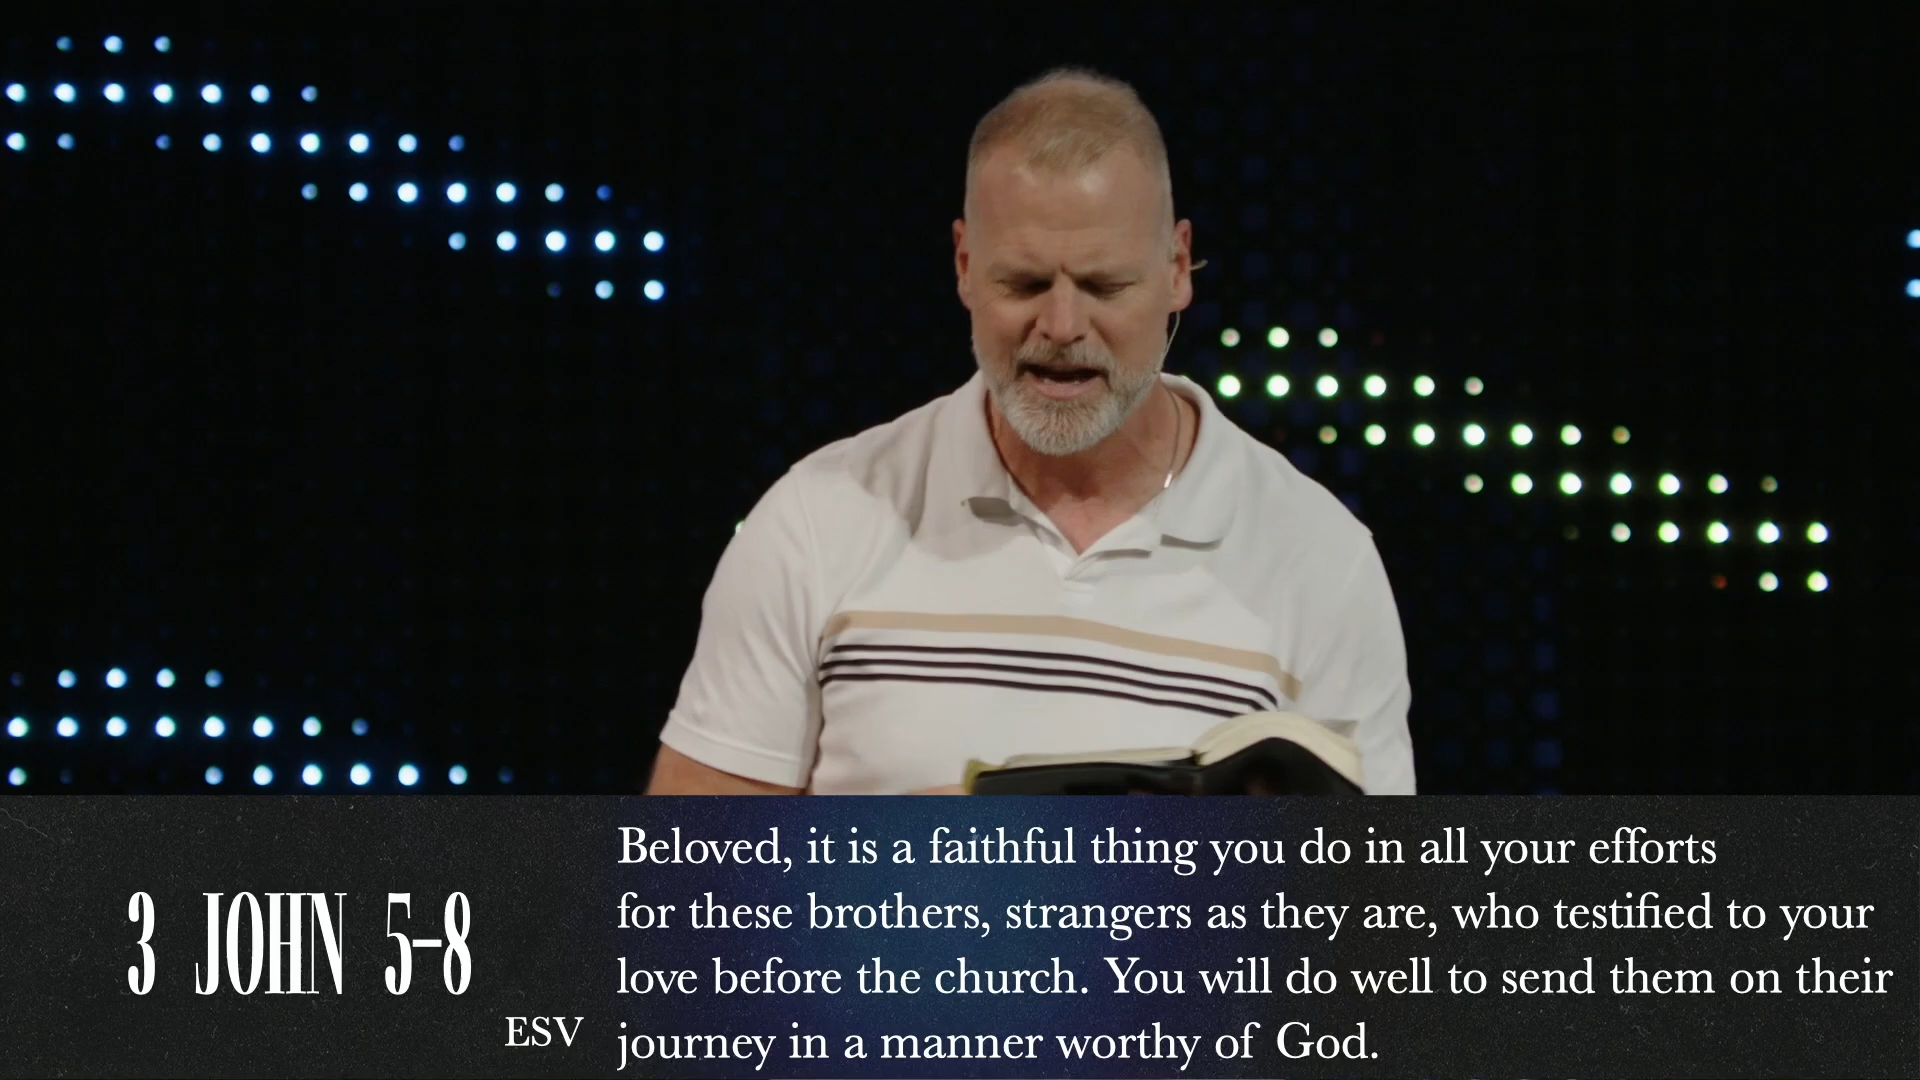 3 JOHN 5–8
ESV
Beloved, it is a faithful thing you do in all your efforts
for these brothers, strangers as they are, who testified to your
love before the church. You will do well to send them on their
journey in a manner worthy of God.